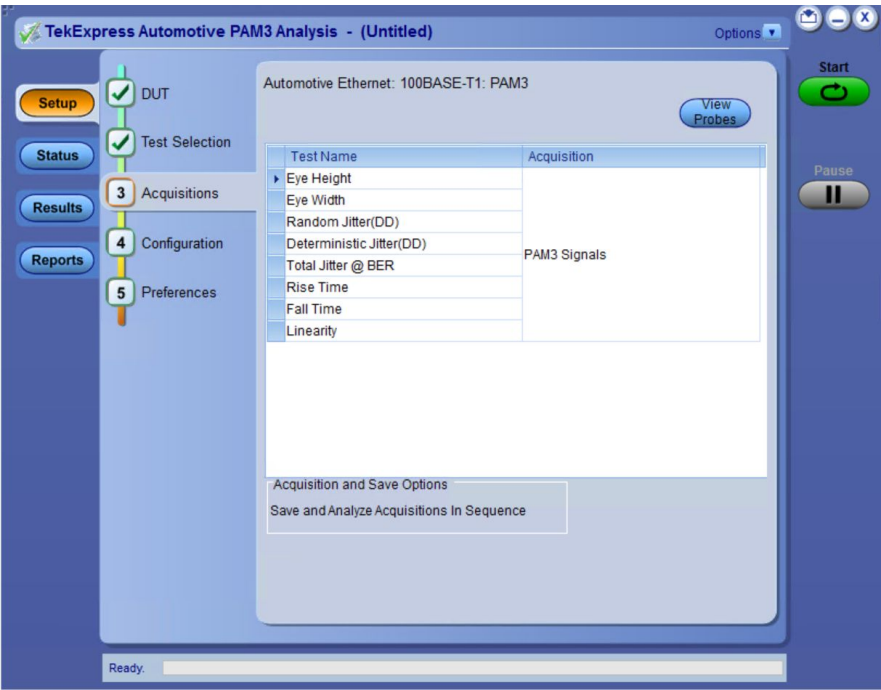 TekExpress Automotive PAM3 Analysis - (Untitled)
Options
X
Setup
Status
Results
Reports
DUT
Test Selection
3 Acquisitions
4 Configuration
5 Preferences
Automotive Ethernet: 100BASE-T1: PAM3
View
Probes
Test Name Acquisition
Eye Height
Eye Width
Random Jitter(DD)
Deterministic Jitter(DD)
PAM3 Signals
Total Jitter @ BER
Rise Time
Fall Time
Linearity
Acquisition and Save Options
Save and Analyze Acquisitions In Sequence
Start
Pause
Ready.